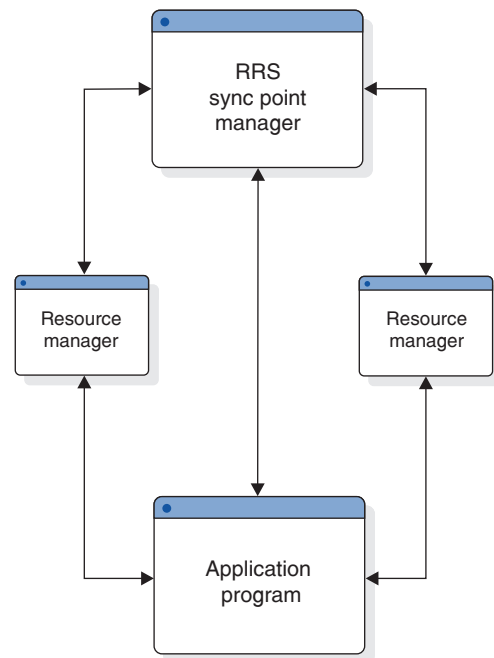 RRS
sync point
manager
Resource
manager
Resource
manager
Application
program